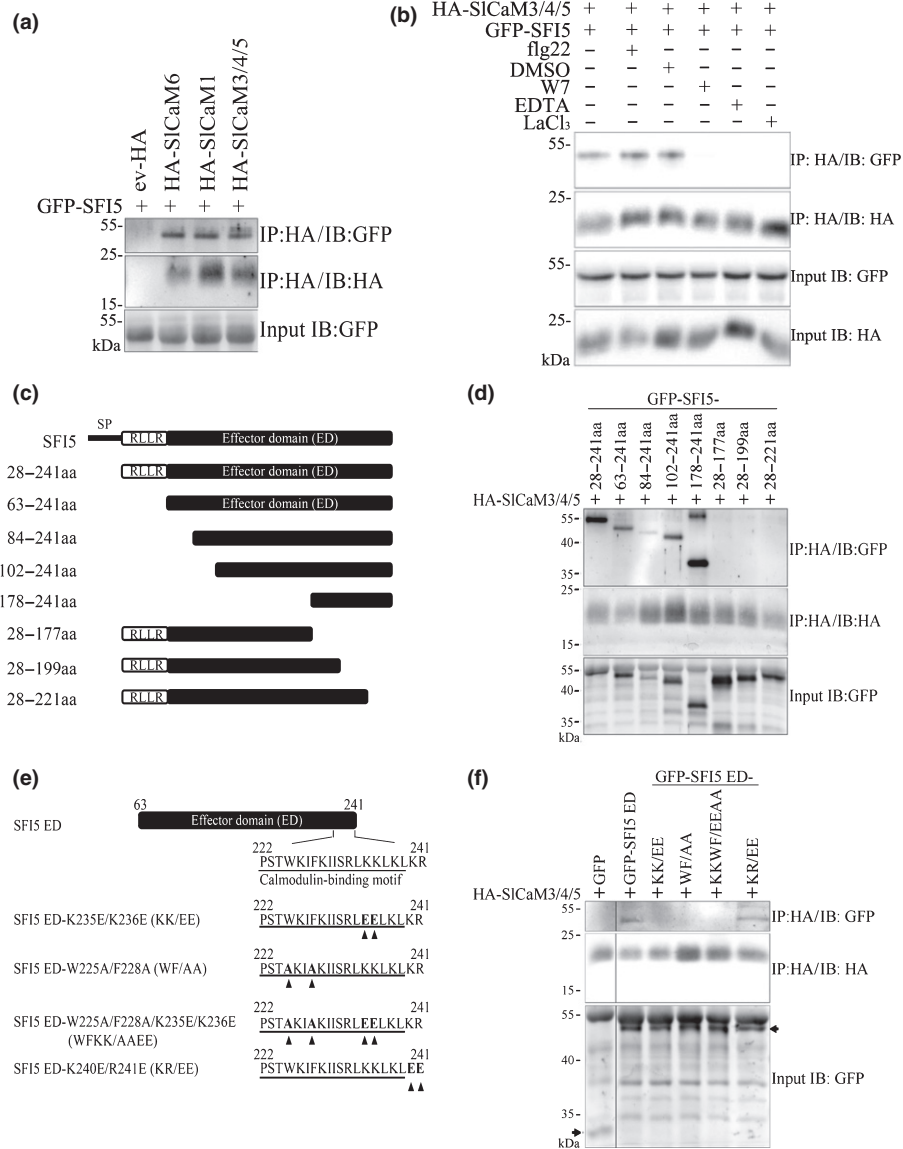 (a)
ev-HA
HA-SlCaM6
HA-SlCaM1
HA-SlCaM3/4/5
GFP-SFI5 + + + +
55-
IP:HA/IB:GFP
25-
IP:HA/IB:HA
15-
55-
Input IB:GFP
kDa
(b)
HA-SlCaM3/4/5 + + + + + +
GFP-SFI5 + + + + + +
flg22 – + – – – –
DMSO – – + – – –
W7 – – – + – –
EDTA – – – – + –
LaCl₃ – – – – – +
55-
IP: HA/IB: GFP
25-
IP: HA/IB: HA
55-
Input IB: GFP
25-
Input IB: HA
kDa
(c)
SP
SFI5 RLLR Effector domain (ED)
28–241aa RLLR Effector domain (ED)
63–241aa Effector domain (ED)
84–241aa
102–241aa
178–241aa
28–177aa RLLR
28–199aa RLLR
28–221aa RLLR
(d)
GFP-SFI5-
28–241aa
63–241aa
84–241aa
102–241aa
178–241aa
28–177aa
28–199aa
28–221aa
HA-SlCaM3/4/5 + + + + + + + +
55-
40-
35-
IP:HA/IB:GFP
25
IP:HA/IB:HA
15-
55-
40-
35-
Input IB:GFP
kDa
(e)
63 241
SFI5 ED Effector domain (ED)
222 241
PSTWKIFKIISRLKKLKLKR
Calmodulin-binding motif
222 241
SFI5 ED-K235E/K236E (KK/EE) PSTWKIFKIISRLEELKLKR
222 241
SFI5 ED-W225A/F228A (WF/AA) PSTAKIAKIISRLKKLKLKR
222 241
SFI5 ED-W225A/F228A/K235E/K236E PSTAKIAKIISRLEELKLKR
(WFKK/AAEE)
222 241
SFI5 ED-K240E/R241E (KR/EE) PSTWKIFKIISRLKKLKLEE
(f)
GFP-SFI5 ED-
GFP
GFP-SFI5 ED
KK/EE
WF/AA
KKWF/EEAA
KR/EE
HA-SlCaM3/4/5 + + + + + +
55-
IP:HA/IB: GFP
25-
IP:HA/IB: HA
15-
55-
40-
Input IB: GFP
35-
kDa